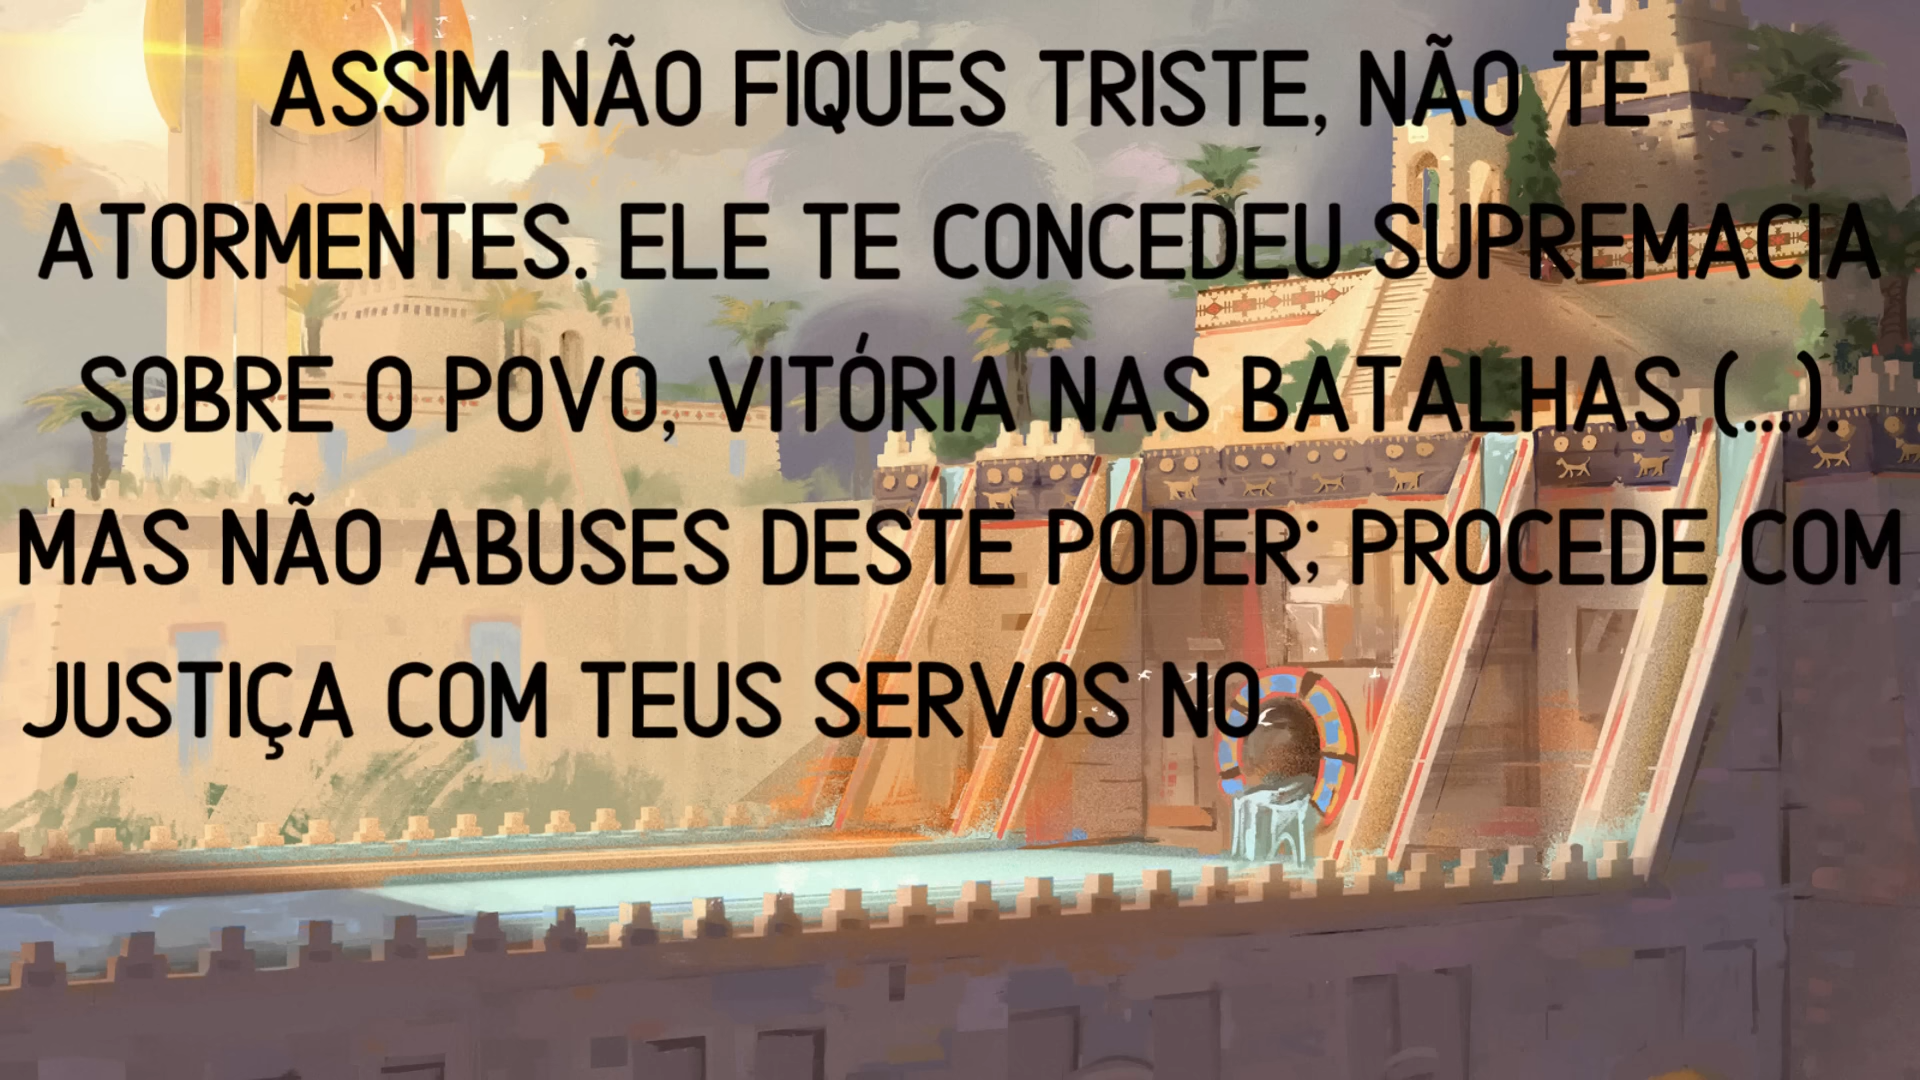 ASSIM NÃO FIQUES TRISTE, NÃO TE
ATORMENTES. ELE TE CONCEDEU SUPREMACIA
SOBRE O POVO, VITÓRIA NAS BATALHAS (...).
MAS NÃO ABUSES DESTE PODER; PROCEDE COM
JUSTIÇA COM TEUS SERVOS NO